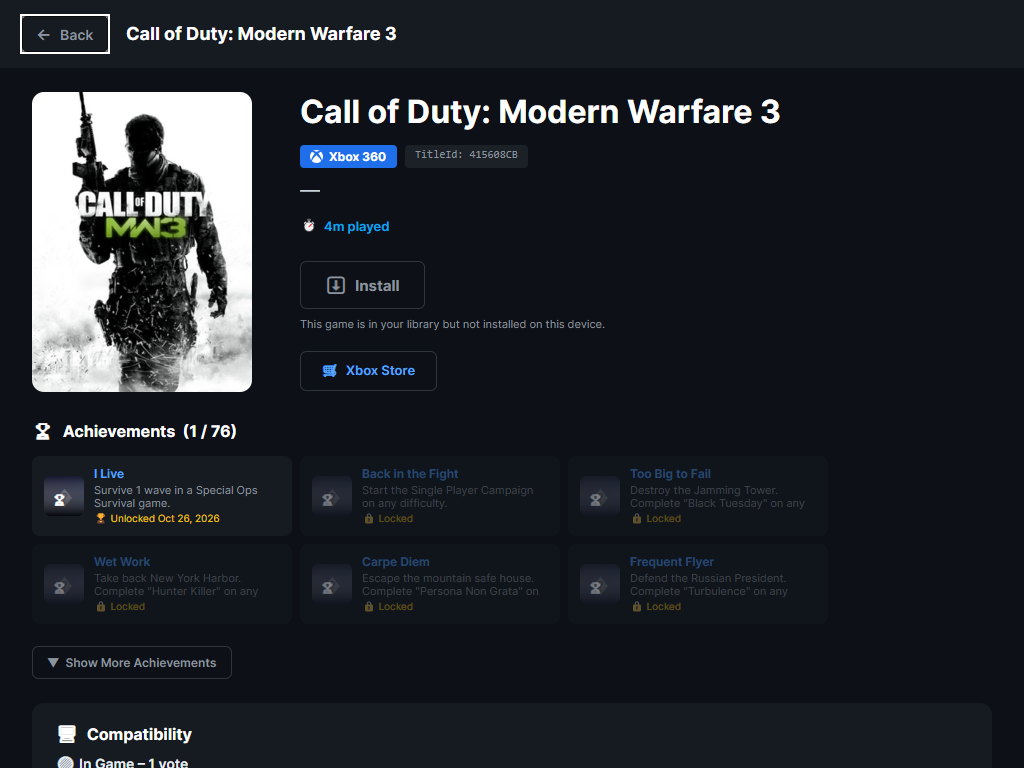 Back
Call of Duty: Modern Warfare 3
CALL OF DUTY
MW3
Call of Duty: Modern Warfare 3
Xbox 360
TitleId: 415608CB
—
4m played
Install
This game is in your library but not installed on this device.
Xbox Store
Achievements (1 / 76)
I Live
Survive 1 wave in a Special Ops
Survival game.
Unlocked Oct 26, 2026
Back in the Fight
Start the Single Player Campaign
on any difficulty.
Locked
Too Big to Fail
Destroy the Jamming Tower.
Complete "Black Tuesday" on any
Locked
Wet Work
Take back New York Harbor.
Complete "Hunter Killer" on any
Locked
Carpe Diem
Escape the mountain safe house.
Complete "Persona Non Grata" on
Locked
Frequent Flyer
Defend the Russian President.
Complete "Turbulence" on any
Locked
▼ Show More Achievements
Compatibility
In Game – 1 vote